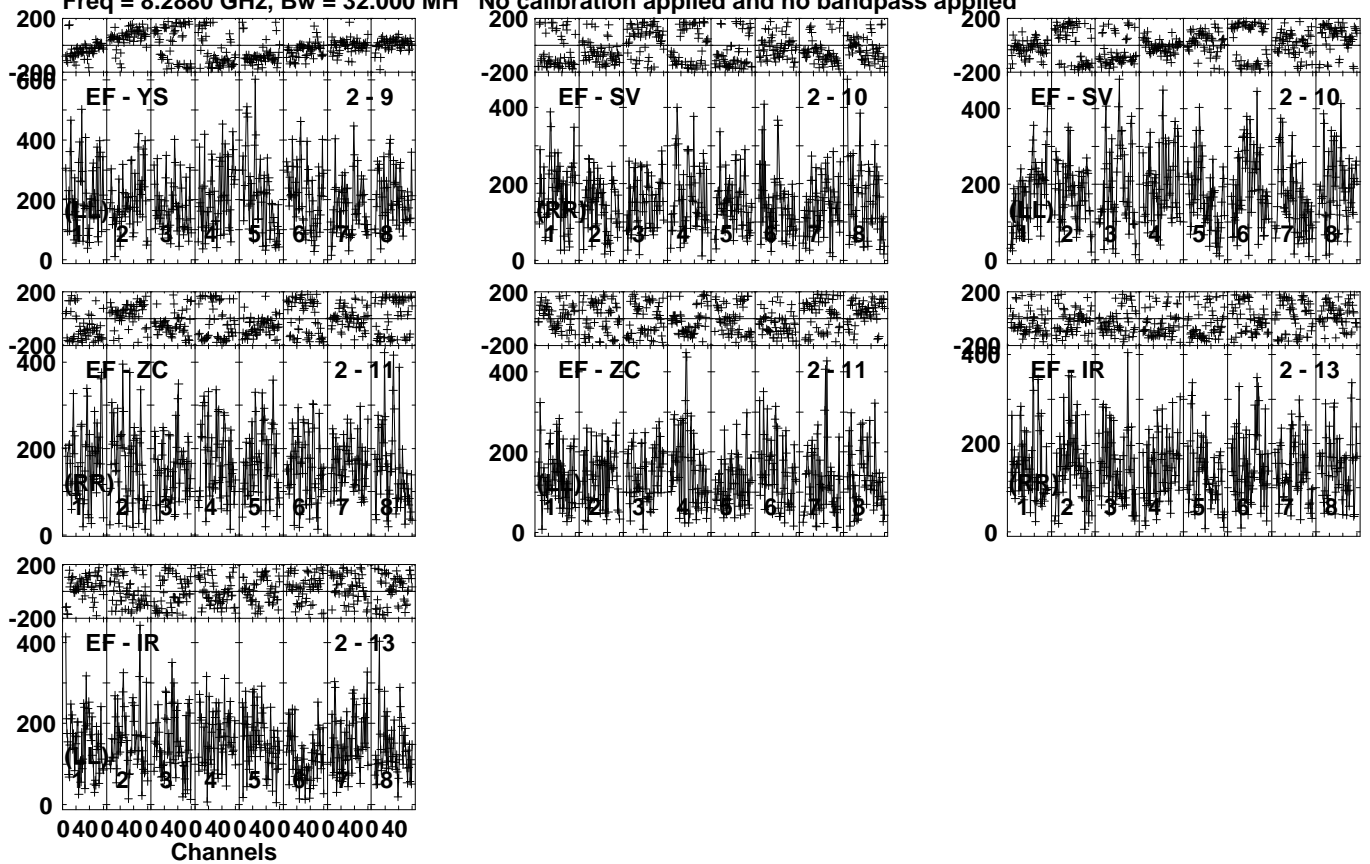 Freq = 8.2880 GHz, Bw = 32.000 MH No calibration applied and no bandpass applied
200
-200
600
EF - YS 2 - 9
400
200
(LL)
1 2 3 4 5 6 7 8
0
200
-200
EF - SV 2 - 10
400
200
(RR)
1 2 3 4 5 6 7 8
0
200
-200
EF - SV 2 - 10
400
200
(LL)
1 2 3 4 5 6 7 8
0
200
-200
400
EF - ZC 2 - 11
200
(RR)
1 2 3 4 5 6 7 8
0
200
-200
400
EF - ZC 2 - 11
200
(LL)
1 2 3 4 5 6 7 8
0
200
-200
400
EF - IR 2 - 13
200
(RR)
1 2 3 4 5 6 7 8
0
200
-200
400
EF - IR 2 - 13
200
(LL)
1 2 3 4 5 6 7 8
0
0 40 0 40 0 40 0 40 0 40 0 40 0 40 0 40
Channels